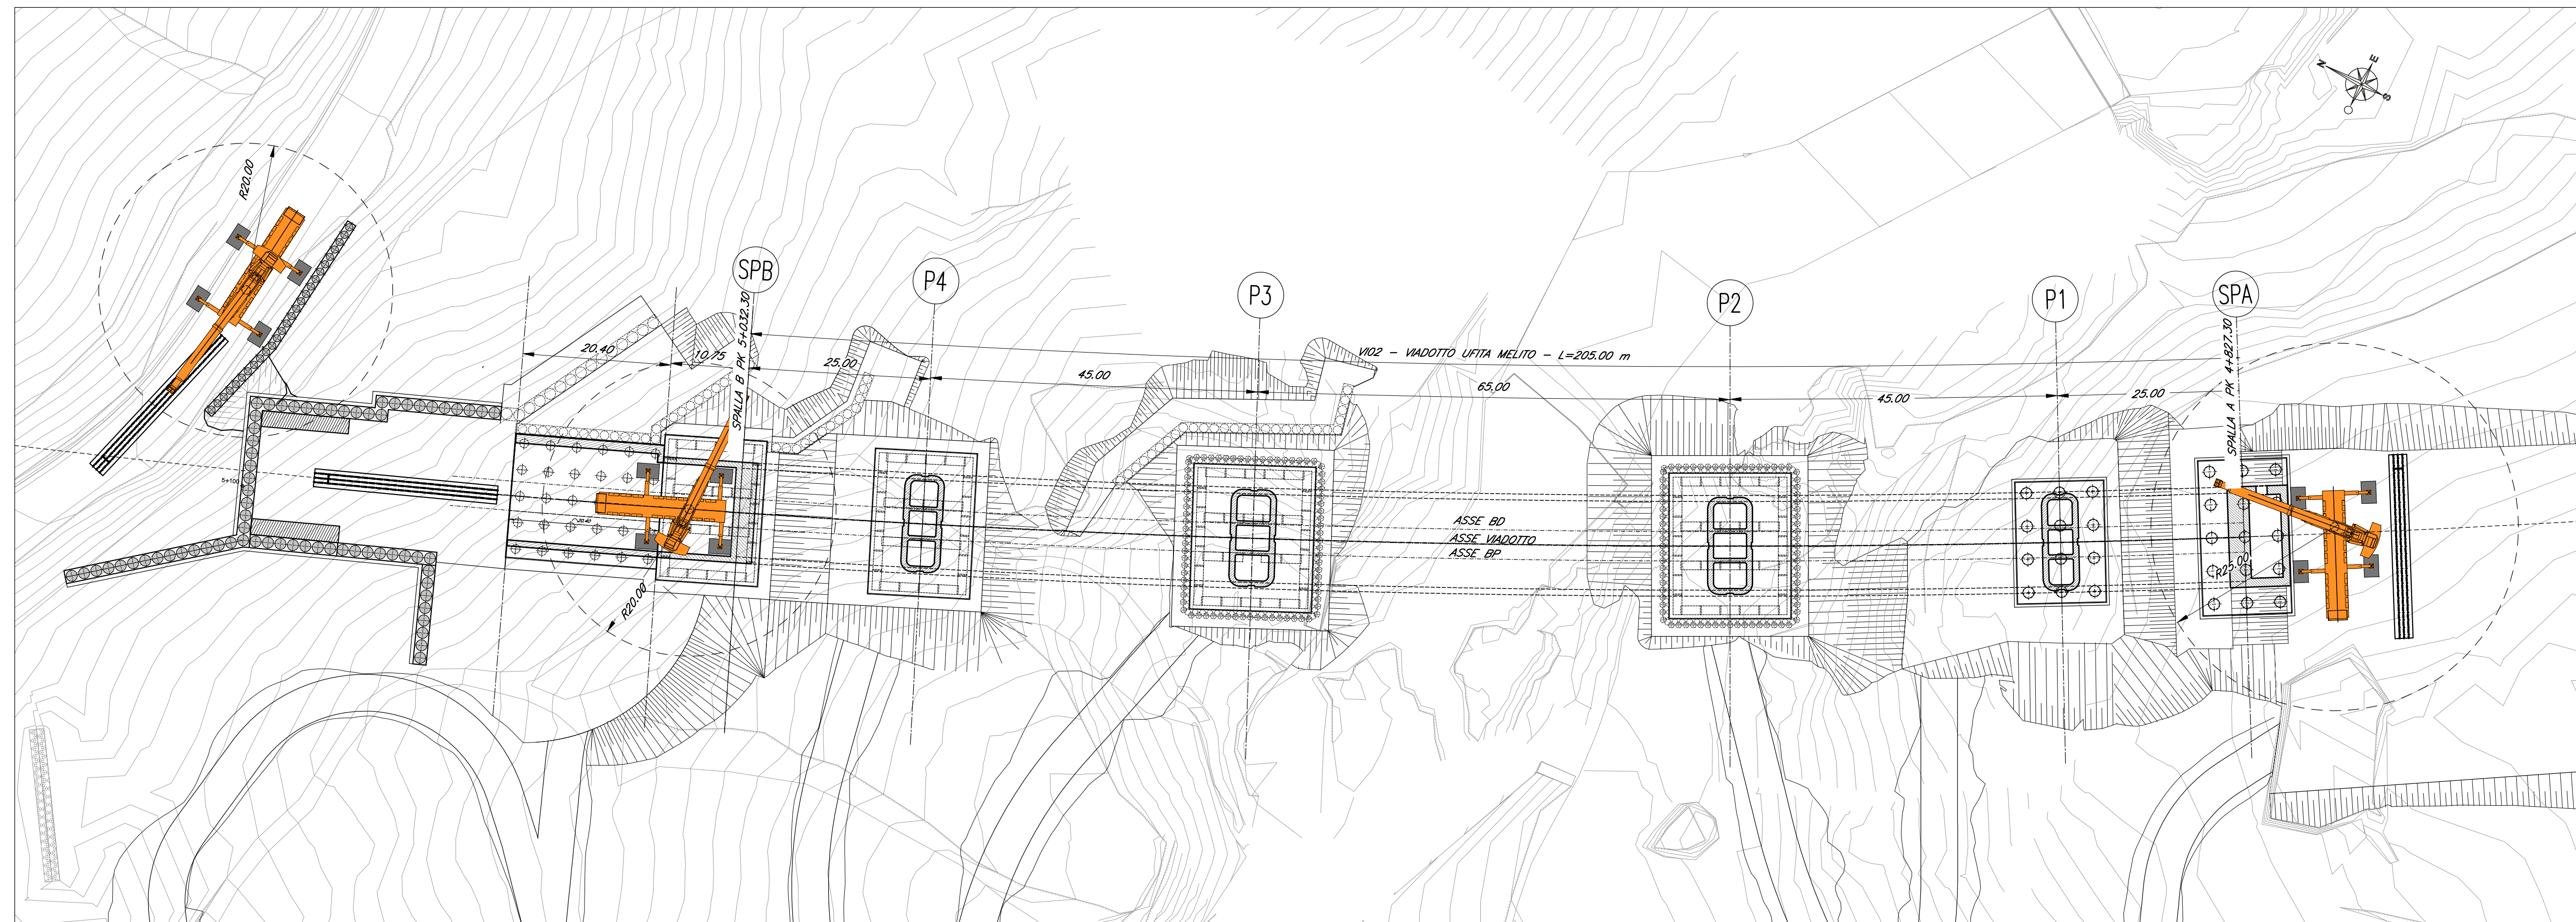 N
E
S
R20.00
SPB
P4
P3
P2
P1
SPA
SPALLA B PK 5+032.30
SPALLA A PK 4+827.30
20.40
10.75
25.00
VI02 - VIADOTTO UFITA MELITO - L=205.00 m
45.00
65.00
45.00
25.00
5+100
ASSE BD
ASSE VIADOTTO
ASSE BP
R20.00
R25.00